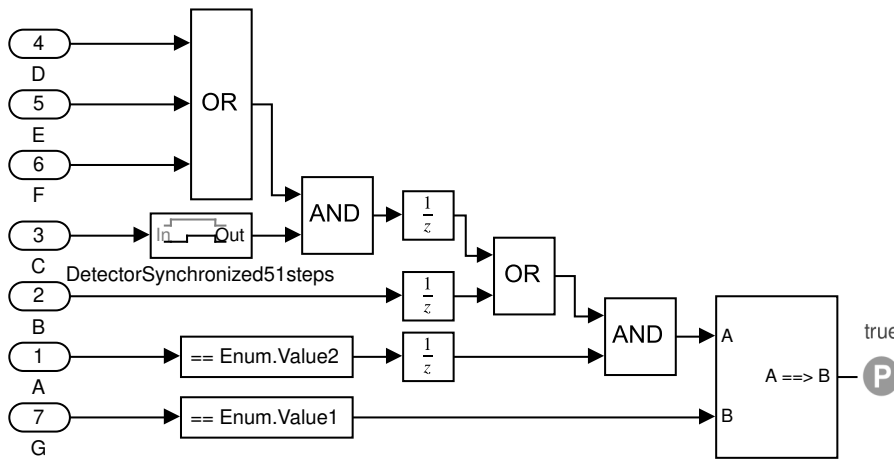 4
D
5
E
6
F
OR
3
C
In Out
DetectorSynchronized51steps
AND
1
z
2
B
1
z
OR
1
A
== Enum.Value2
1
z
AND
7
G
== Enum.Value1
A
B
A ==> B
true
P